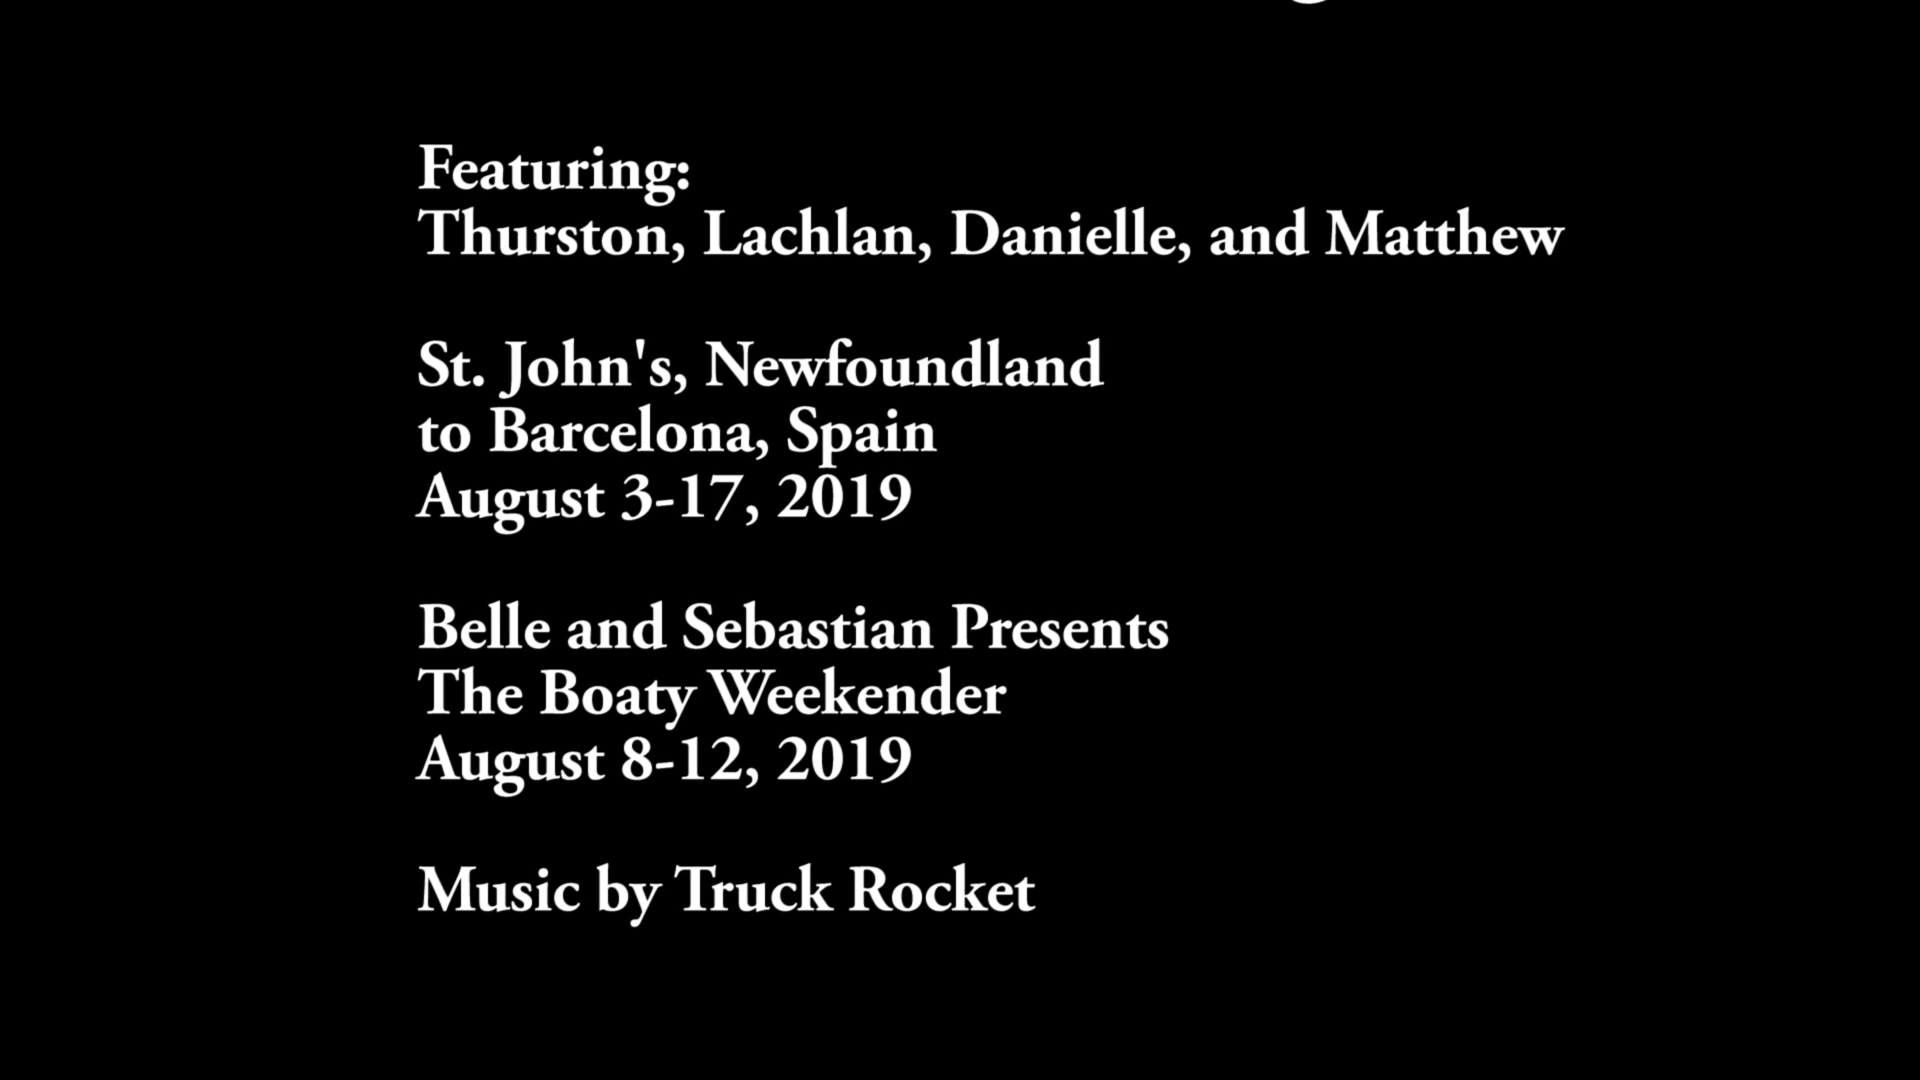 Featuring:
Thurston, Lachlan, Danielle, and Matthew
St. John's, Newfoundland
to Barcelona, Spain
August 3-17, 2019
Belle and Sebastian Presents
The Boaty Weekender
August 8-12, 2019
Music by Truck Rocket